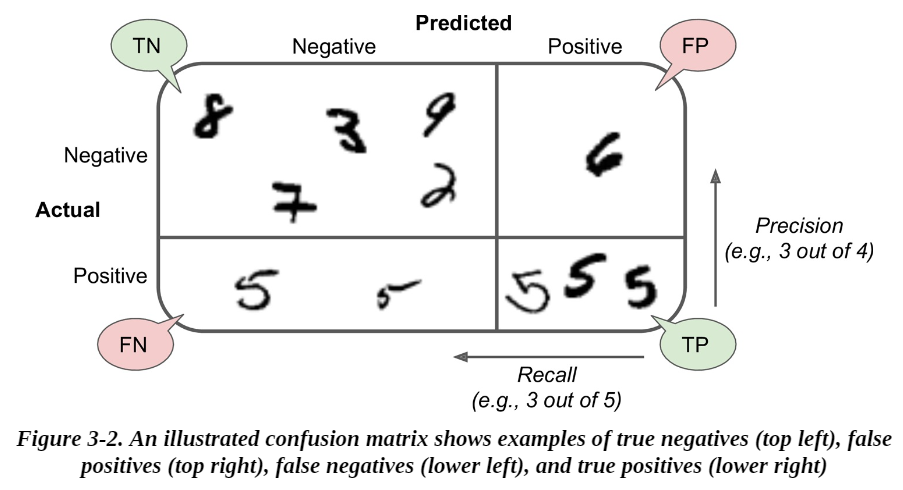 Predicted
TN
Negative
Positive
FP
8
3
9
Negative
6
7
2
Actual
Precision
(e.g., 3 out of 4)
Positive
5
5
5
5
5
FN
TP
Recall
(e.g., 3 out of 5)
Figure 3-2. An illustrated confusion matrix shows examples of true negatives (top left), false
positives (top right), false negatives (lower left), and true positives (lower right)